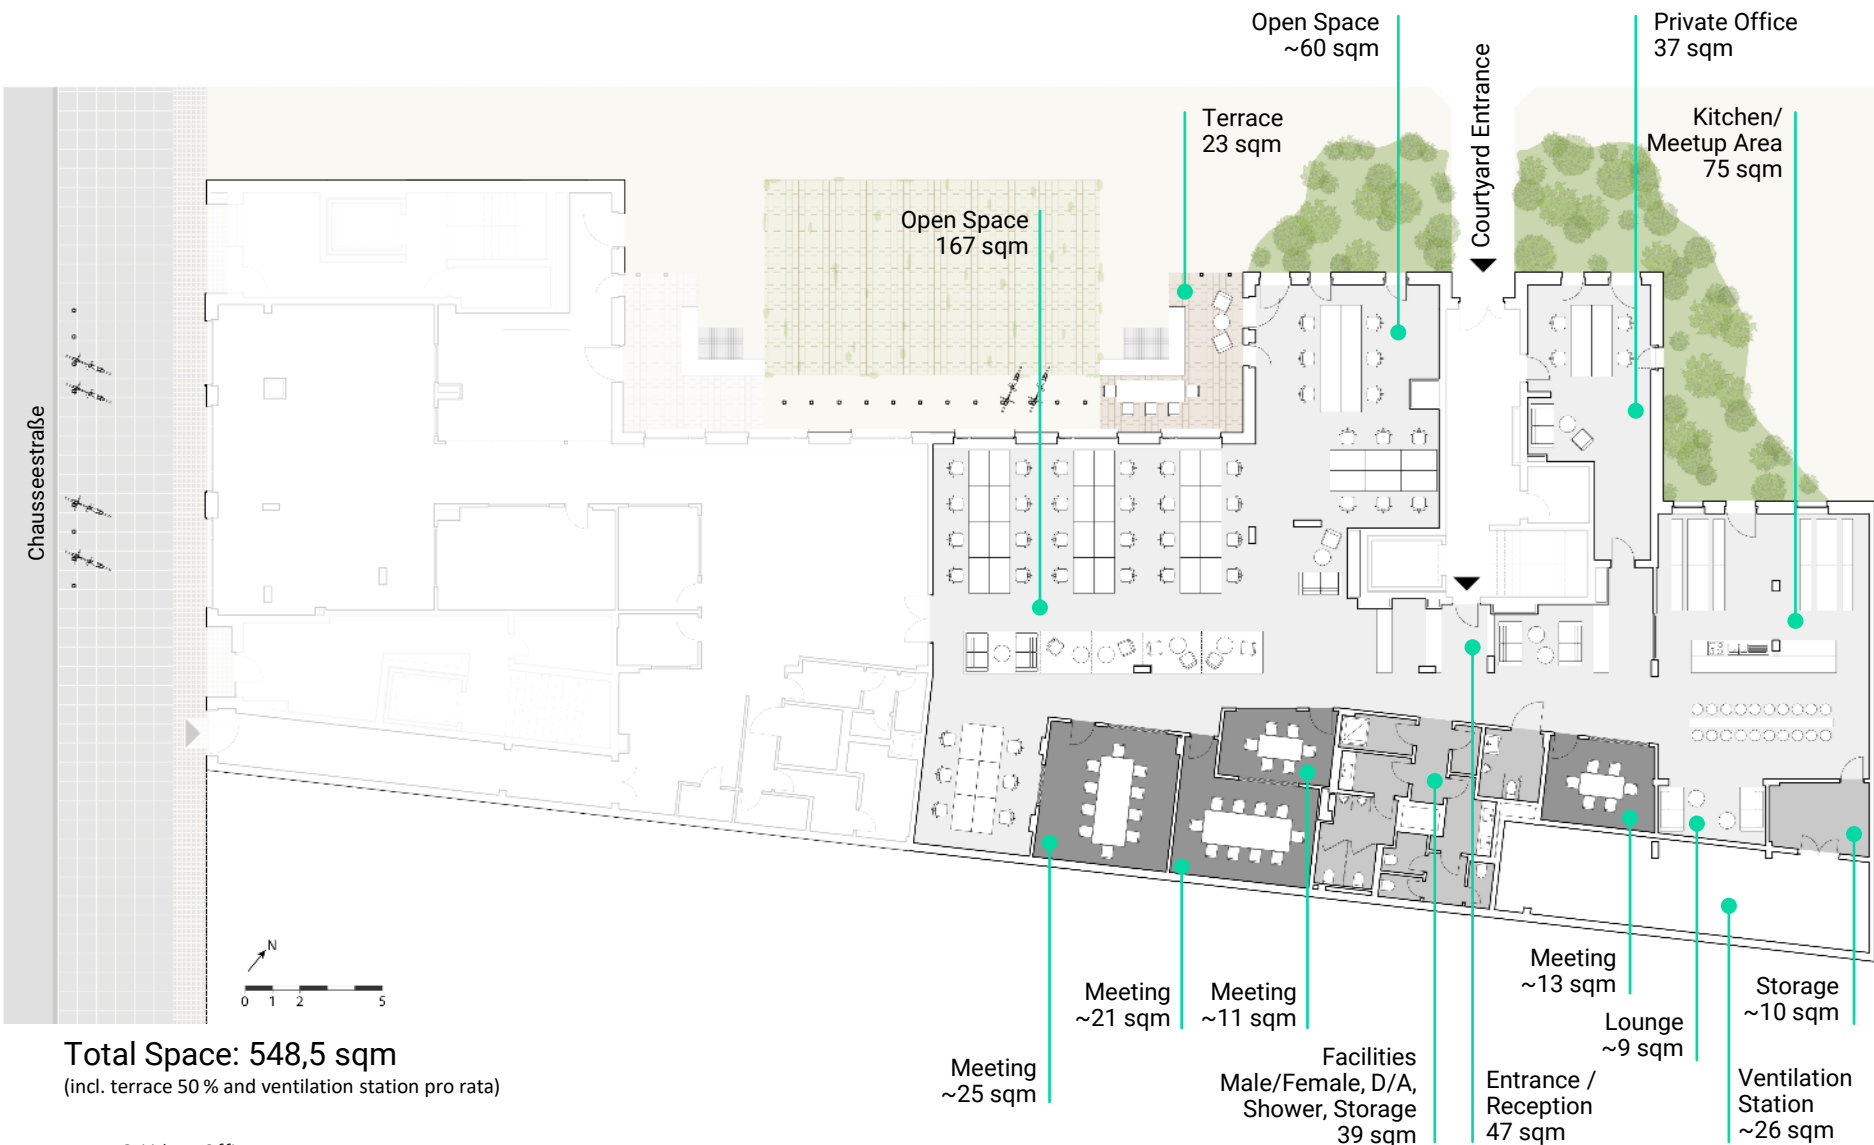 Open Space
~60 sqm
Private Office
37 sqm
Courtyard Entrance
Terrace
23 sqm
Kitchen/
Meetup Area
75 sqm
Open Space
167 sqm
Chausseestraße
N
0 1 2 5
Total Space: 548,5 sqm
(incl. terrace 50 % and ventilation station pro rata)
Meeting
~25 sqm
Meeting
~21 sqm
Meeting
~11 sqm
Facilities
Male/Female, D/A,
Shower, Storage
39 sqm
Entrance /
Reception
47 sqm
Meeting
~13 sqm
Lounge
~9 sqm
Storage
~10 sqm
Ventilation
Station
~26 sqm